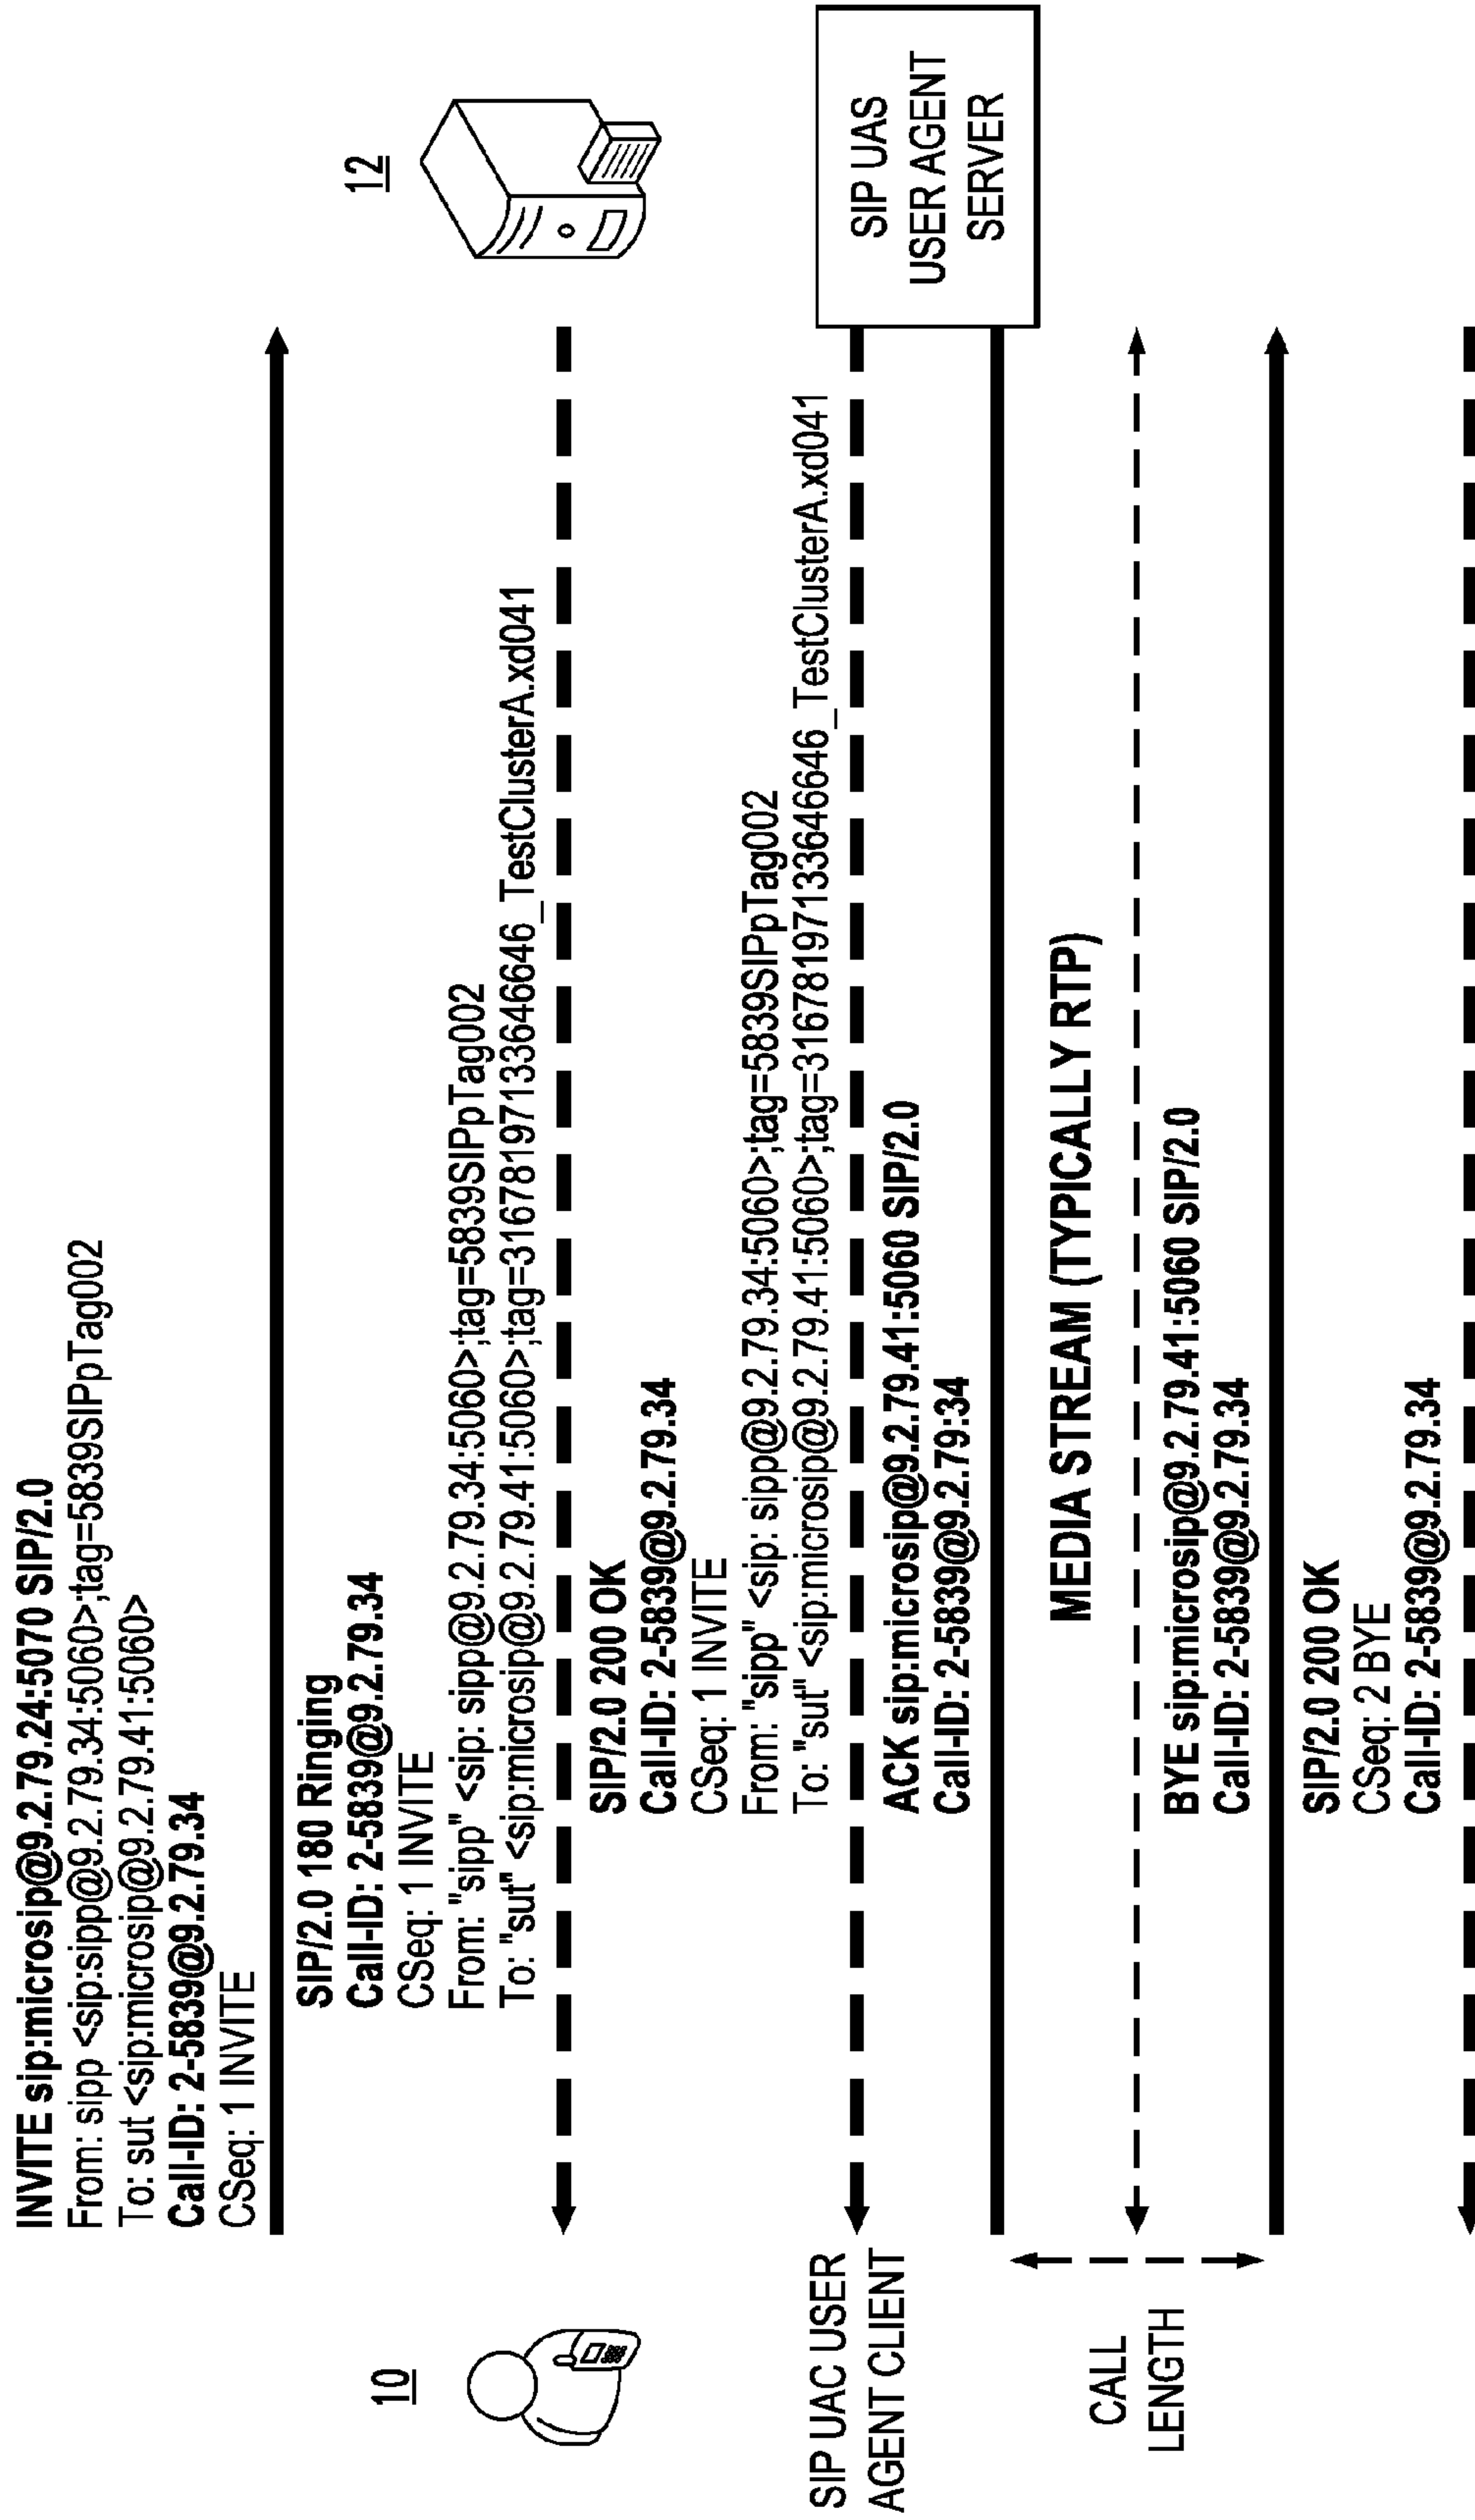 INVITE sip:microsip@9.2.79.24:5070 SIP/2.0
From: sipp <sip:sipp@9.2.79.34:5060>;tag=5839SIPpTag002
To: sut <sip:microsip@9.2.79.41:5060>
Call-ID: 2-5839@9.2.79.34
CSeq: 1 INVITE
10
12
SIP/2.0 180 Ringing
Call-ID: 2-5839@9.2.79.34
CSeq: 1 INVITE
From: "sipp" <sip: sipp@9.2.79.34:5060>;tag=5839SIPpTag002
To: "sut" <sip:microsip@9.2.79.41:5060>;tag=31678197133646646_TestClusterA.xd041
SIP/2.0 200 OK
Call-ID: 2-5839@9.2.79.34
CSeq: 1 INVITE
From: "sipp" <sip: sipp@9.2.79.34:5060>;tag=5839SIPpTag002
To: "sut" <sip:microsip@9.2.79.41:5060>;tag=31678197133646646_TestClusterA.xd041
SIP UAC USER
AGENT CLIENT
SIP UAS
USER AGENT
SERVER
ACK sip:microsip@9.2.79.41:5060 SIP/2.0
Call-ID: 2-5839@9.2.79:34
MEDIA STREAM (TYPICALLY RTP)
CALL
LENGTH
BYE sip:microsip@9.2.79.41:5060 SIP/2.0
Call-ID: 2-5839@9.2.79.34
SIP/2.0 200 OK
CSeq: 2 BYE
Call-ID: 2-5839@9.2.79.34